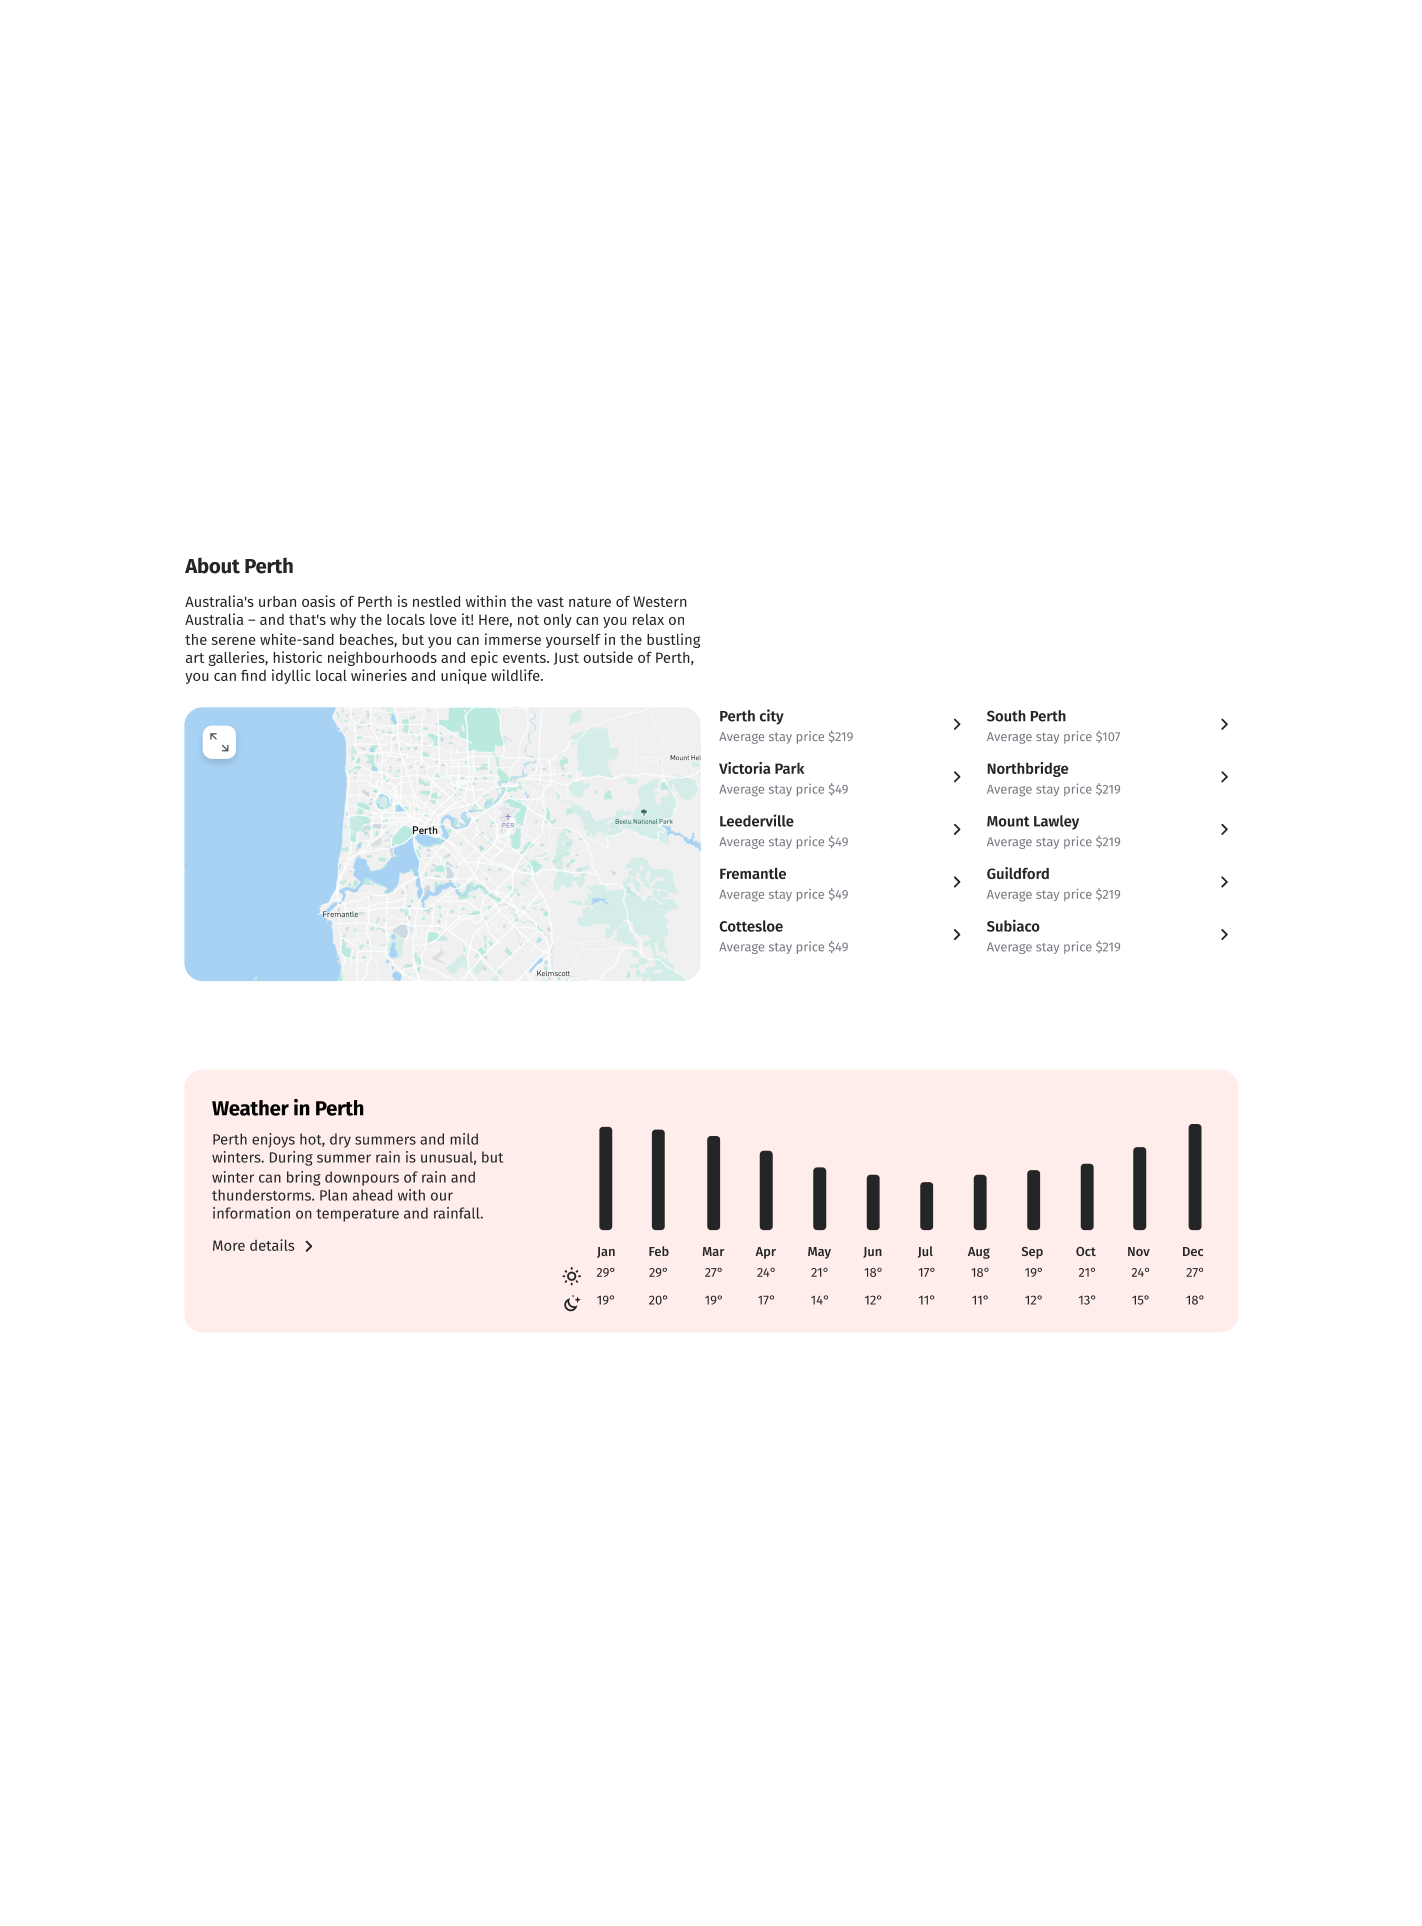 About Perth
Australia's urban oasis of Perth is nestled within the vast nature of Western
Australia – and that's why the locals love it! Here, not only can you relax on
the serene white-sand beaches, but you can immerse yourself in the bustling
art galleries, historic neighbourhoods and epic events. Just outside of Perth,
you can find idyllic local wineries and unique wildlife.
Mount Hel
Beelu National Park
PER
Perth
Fremantle
Kelmscott
Perth city
Average stay price $219
South Perth
Average stay price $107
Victoria Park
Average stay price $49
Northbridge
Average stay price $219
Leederville
Average stay price $49
Mount Lawley
Average stay price $219
Fremantle
Average stay price $49
Guildford
Average stay price $219
Cottesloe
Average stay price $49
Subiaco
Average stay price $219
Weather in Perth
Perth enjoys hot, dry summers and mild
winters. During summer rain is unusual, but
winter can bring downpours of rain and
thunderstorms. Plan ahead with our
information on temperature and rainfall.
More details
Jan Feb Mar Apr May Jun Jul Aug Sep Oct Nov Dec
29° 29° 27° 24° 21° 18° 17° 18° 19° 21° 24° 27°
19° 20° 19° 17° 14° 12° 11° 11° 12° 13° 15° 18°